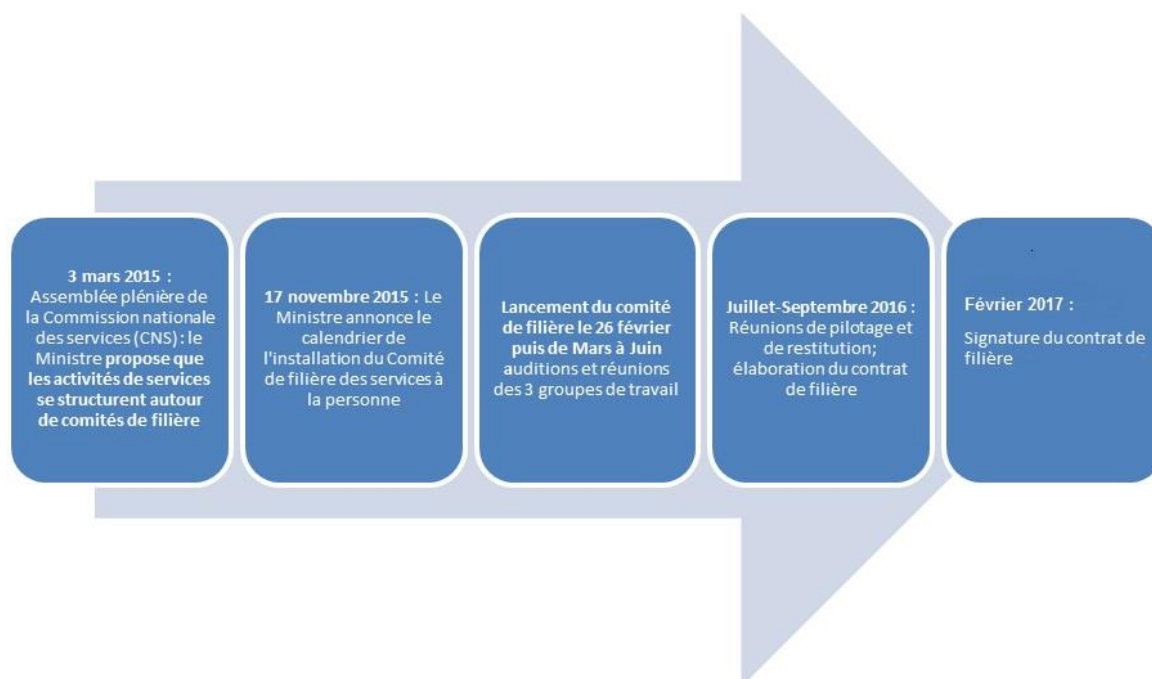 3 mars 2015 :
Assemblée plénière de
la Commission nationale
des services (CNS) : le
Ministre propose que
les activités de services
se structurent autour
de comités de filière
17 novembre 2015 : Le
Ministre annonce le
calendrier de
l'installation du Comité
de filière des services à
la personne
Lancement du comité
de filière le 26 février
puis de Mars à Juin
auditions et réunions
des 3 groupes de travail
Juillet-Septembre 2016 :
Réunions de pilotage et
de restitution;
élaboration du contrat
de filière
Février 2017 :
Signature du contrat de
filière